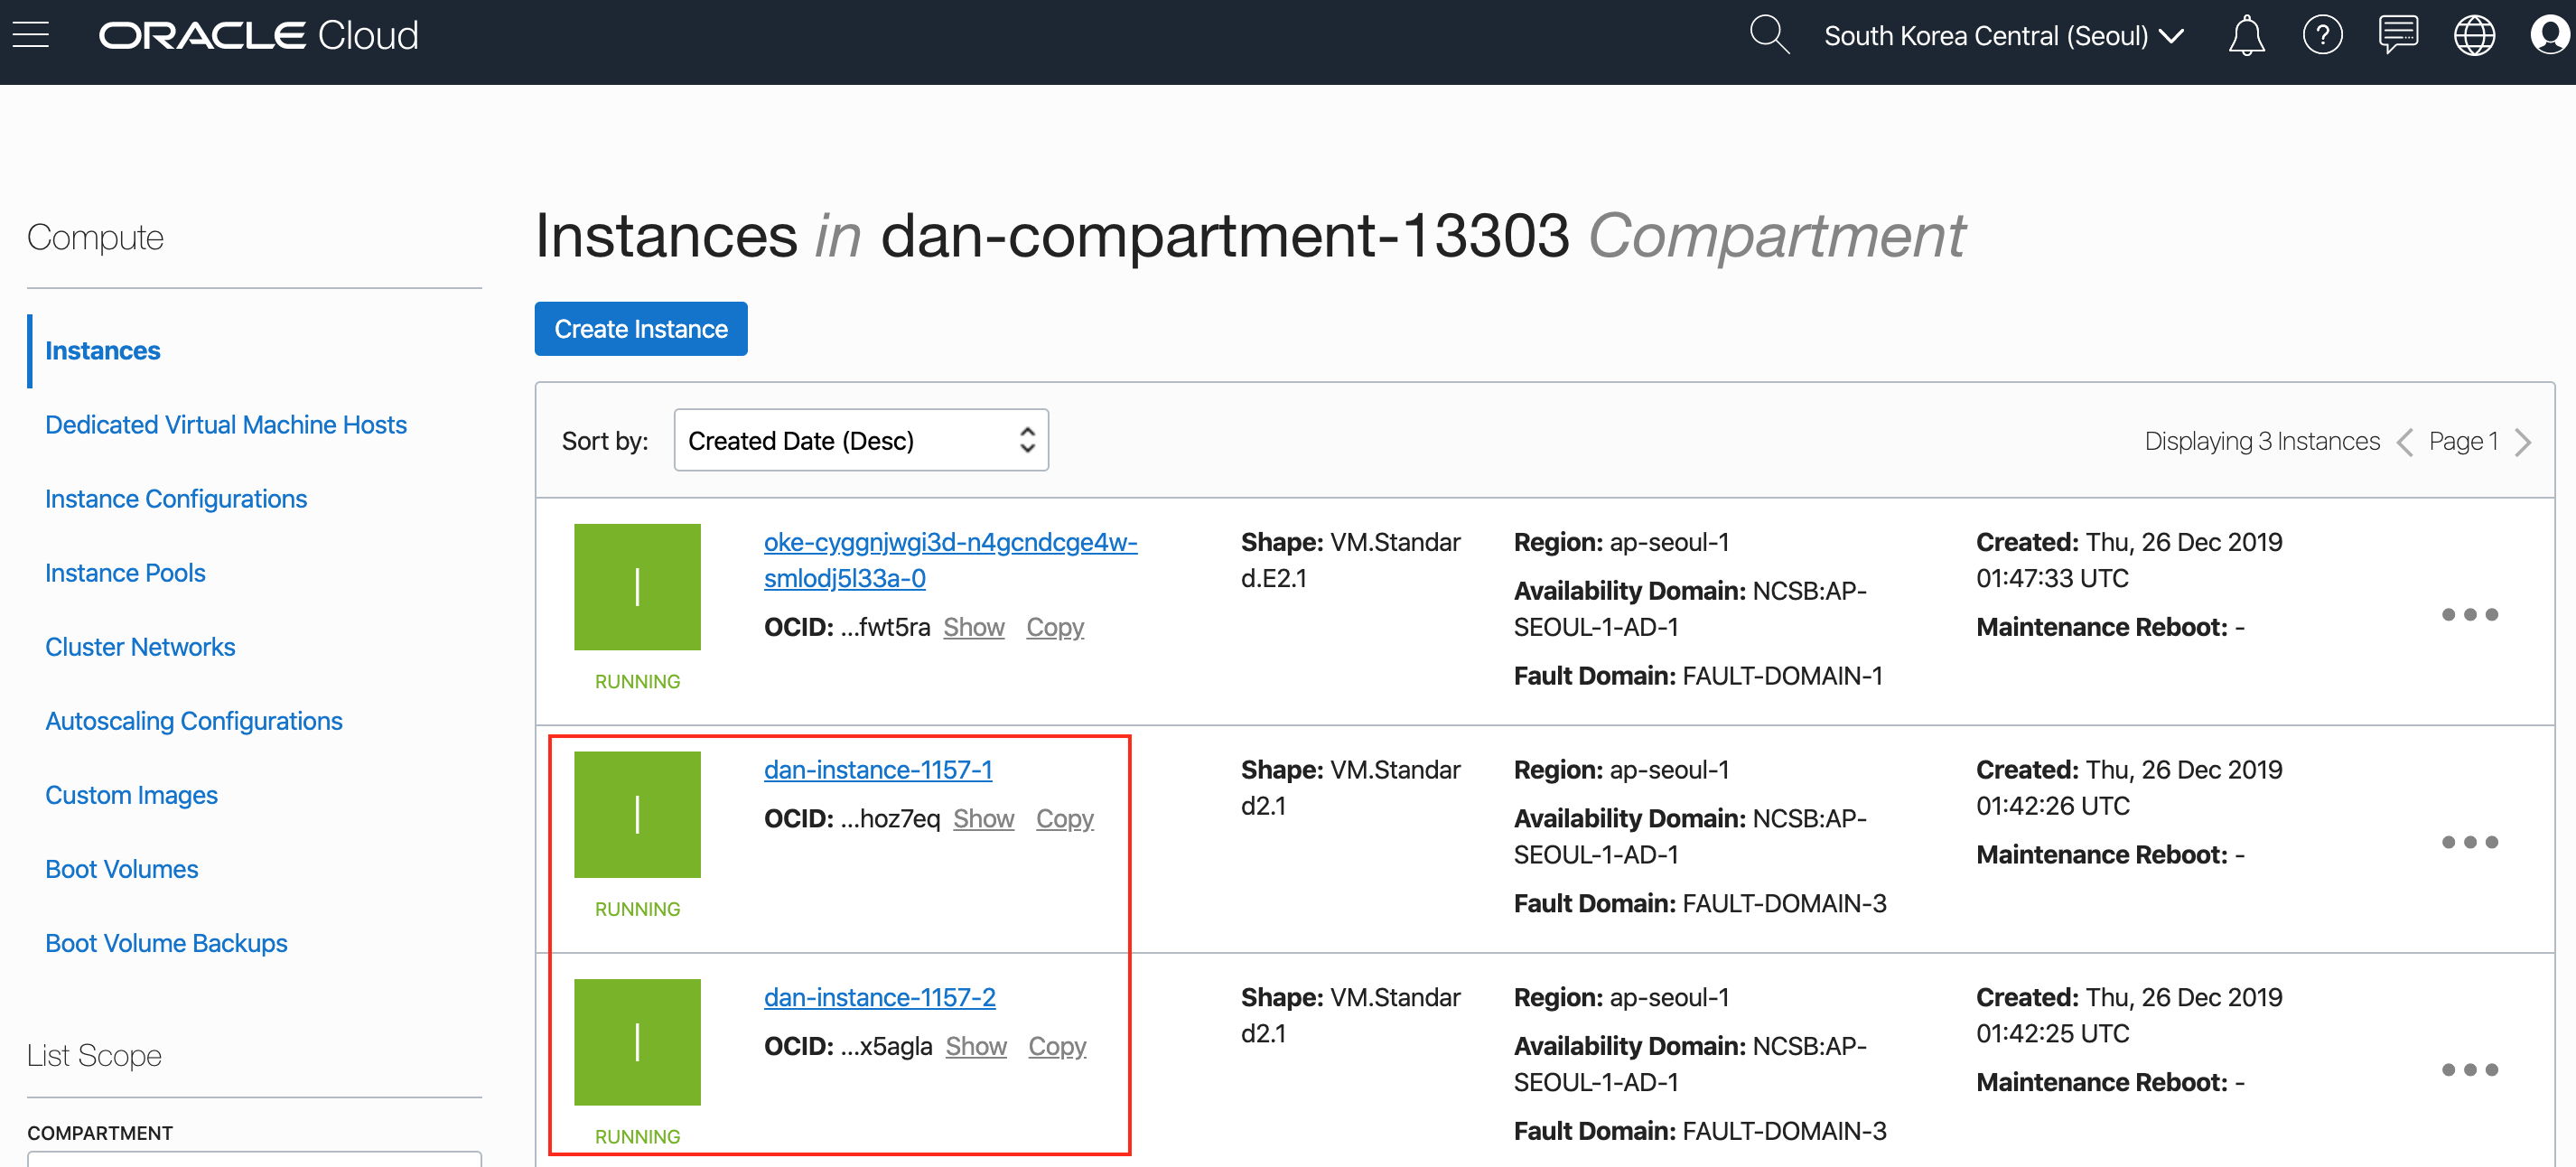 ORACLE Cloud
South Korea Central (Seoul)
Compute
Instances
Dedicated Virtual Machine Hosts
Instance Configurations
Instance Pools
Cluster Networks
Autoscaling Configurations
Custom Images
Boot Volumes
Boot Volume Backups
List Scope
COMPARTMENT
Instances in dan-compartment-13303 Compartment
Create Instance
Sort by: Created Date (Desc)
Displaying 3 Instances < Page 1 >
I
RUNNING
oke-cyggnjwgi3d-n4gcndcge4w-
smlodj5l33a-0
OCID: ...fwt5ra Show Copy
Shape: VM.Standar
d.E2.1
Region: ap-seoul-1
Availability Domain: NCSB:AP-
SEOUL-1-AD-1
Fault Domain: FAULT-DOMAIN-1
Created: Thu, 26 Dec 2019
01:47:33 UTC
Maintenance Reboot: -
I
RUNNING
dan-instance-1157-1
OCID: ...hoz7eq Show Copy
Shape: VM.Standar
d2.1
Region: ap-seoul-1
Availability Domain: NCSB:AP-
SEOUL-1-AD-1
Fault Domain: FAULT-DOMAIN-3
Created: Thu, 26 Dec 2019
01:42:26 UTC
Maintenance Reboot: -
I
RUNNING
dan-instance-1157-2
OCID: ...x5agla Show Copy
Shape: VM.Standar
d2.1
Region: ap-seoul-1
Availability Domain: NCSB:AP-
SEOUL-1-AD-1
Fault Domain: FAULT-DOMAIN-3
Created: Thu, 26 Dec 2019
01:42:25 UTC
Maintenance Reboot: -